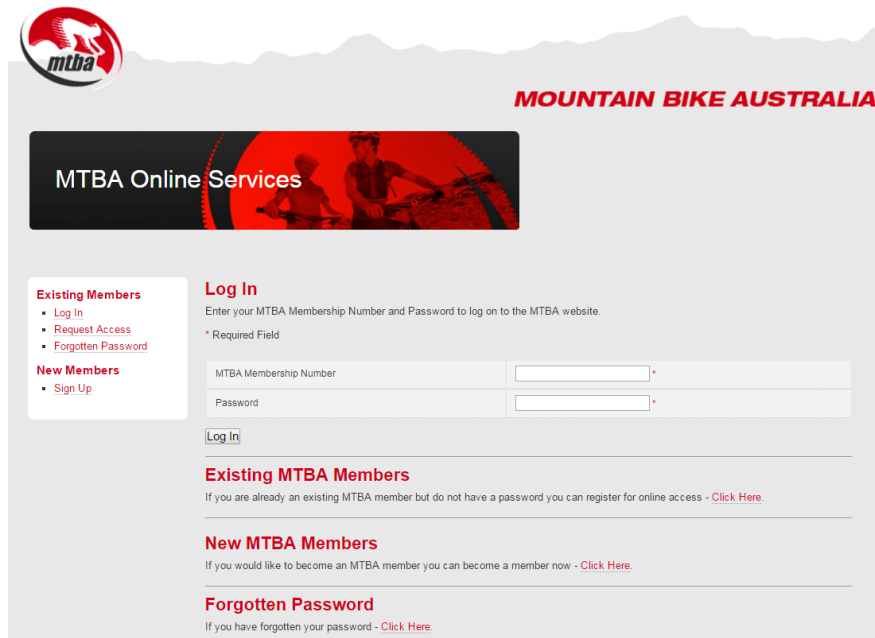 mtba
MOUNTAIN BIKE AUSTRALIA
MTBA Online Services
Existing Members
Log In
Request Access
Forgotten Password
New Members
Sign Up
Log In
Enter your MTBA Membership Number and Password to log on to the MTBA website.
* Required Field
MTBA Membership Number *
Password *
Log In
Existing MTBA Members
If you are already an existing MTBA member but do not have a password you can register for online access - Click Here.
New MTBA Members
If you would like to become an MTBA member you can become a member now - Click Here.
Forgotten Password
If you have forgotten your password - Click Here.